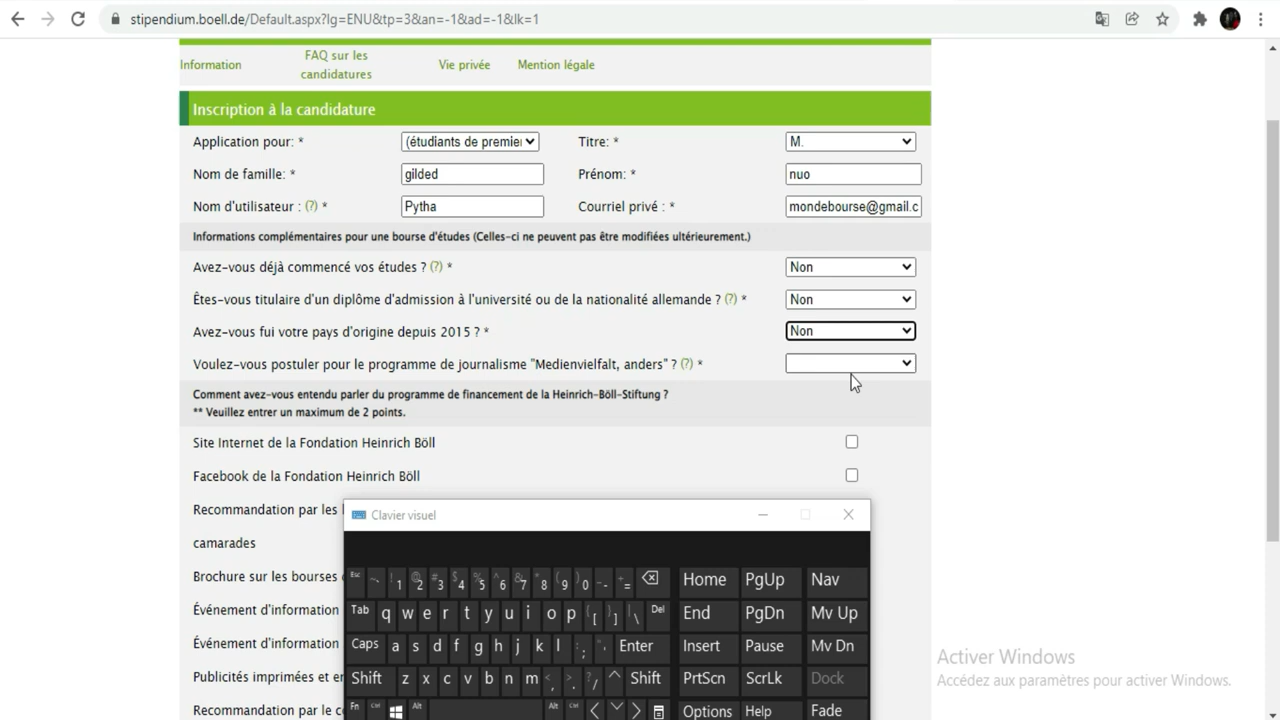 stipendium.boell.de/Default.aspx?lg=ENU&tp=3&an=-1&ad=-1&lk=1
Information
FAQ sur les
candidatures
Vie privée
Mention légale
Inscription à la candidature
Application pour: * (étudiants de premie Titre: * M.
Nom de famille: * gilded Prénom: * nuo
Nom d'utilisateur : (?) * Pytha Courriel privé : * mondebourse@gmail.c
Informations complémentaires pour une bourse d'études (Celles-ci ne peuvent pas être modifiées ultérieurement.)
Avez-vous déjà commencé vos études ? (?) * Non
Êtes-vous titulaire d'un diplôme d'admission à l'université ou de la nationalité allemande ? (?) * Non
Avez-vous fui votre pays d'origine depuis 2015 ? * Non
Voulez-vous postuler pour le programme de journalisme "Medienvielfalt, anders" ? (?) *
Comment avez-vous entendu parler du programme de financement de la Heinrich-Böll-Stiftung ?
** Veuillez entrer un maximum de 2 points.
Site Internet de la Fondation Heinrich Böll
Facebook de la Fondation Heinrich Böll
Recommandation par les
camarades
Brochure sur les bourses
Événement d'information
Événement d'information
Publicités imprimées et
Recommandation par le
Clavier visuel
Esc ~ ` ! 1 @ 2 # 3 $ 4 % 5 ^ 6 & 7 * 8 ( 9 ) 0 _ - + = Home PgUp Nav
Tab q w e r t y u i o p { [ } ] | \ Del End PgDn Mv Up
Caps a s d f g h j k l : ; " ' Enter Insert Pause Mv Dn
Shift z x c v b n m < , > . ? / Shift PrtScn ScrLk Dock
Fn Ctrl Alt Alt Ctrl Options Help Fade
Activer Windows
Accédez aux paramètres pour activer Windows.